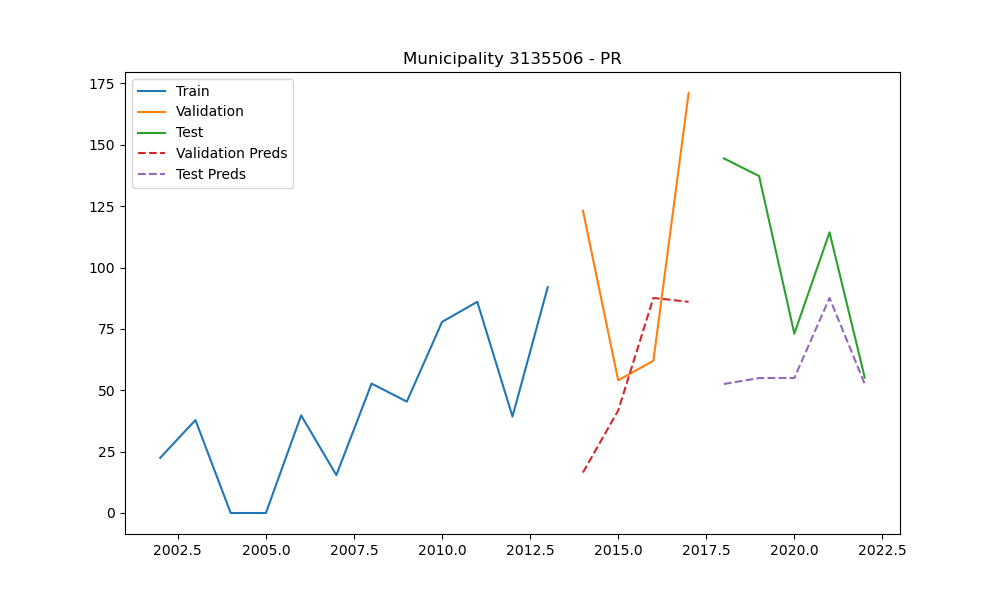 Municipality 3135506 - PR
175
150
125
100
75
50
25
0
Train
Validation
Test
Validation Preds
Test Preds
2002.5 2005.0 2007.5 2010.0 2012.5 2015.0 2017.5 2020.0 2022.5